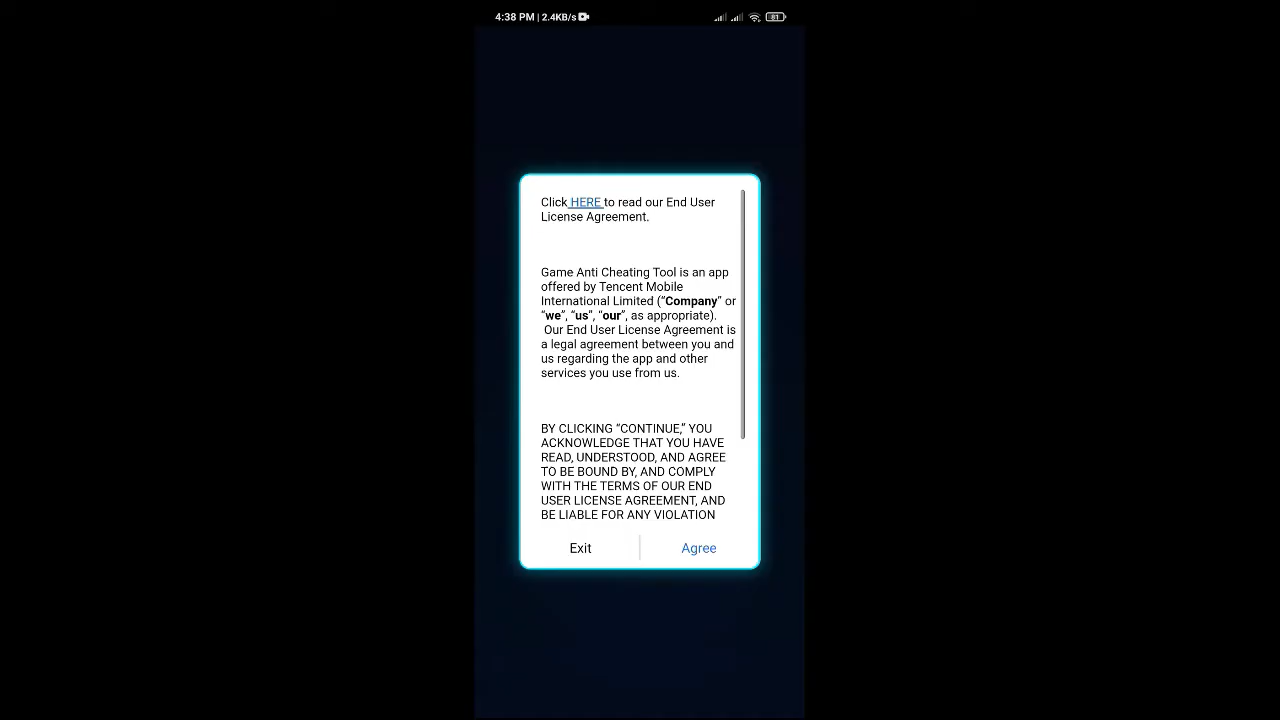 4:38 PM | 2.4KB/s
81
Click HERE to read our End User
License Agreement.
Game Anti Cheating Tool is an app
offered by Tencent Mobile
International Limited (“Company” or
“we”, “us”, “our”, as appropriate).
Our End User License Agreement is
a legal agreement between you and
us regarding the app and other
services you use from us.
BY CLICKING “CONTINUE,” YOU
ACKNOWLEDGE THAT YOU HAVE
READ, UNDERSTOOD, AND AGREE
TO BE BOUND BY, AND COMPLY
WITH THE TERMS OF OUR END
USER LICENSE AGREEMENT, AND
BE LIABLE FOR ANY VIOLATION
Exit
Agree